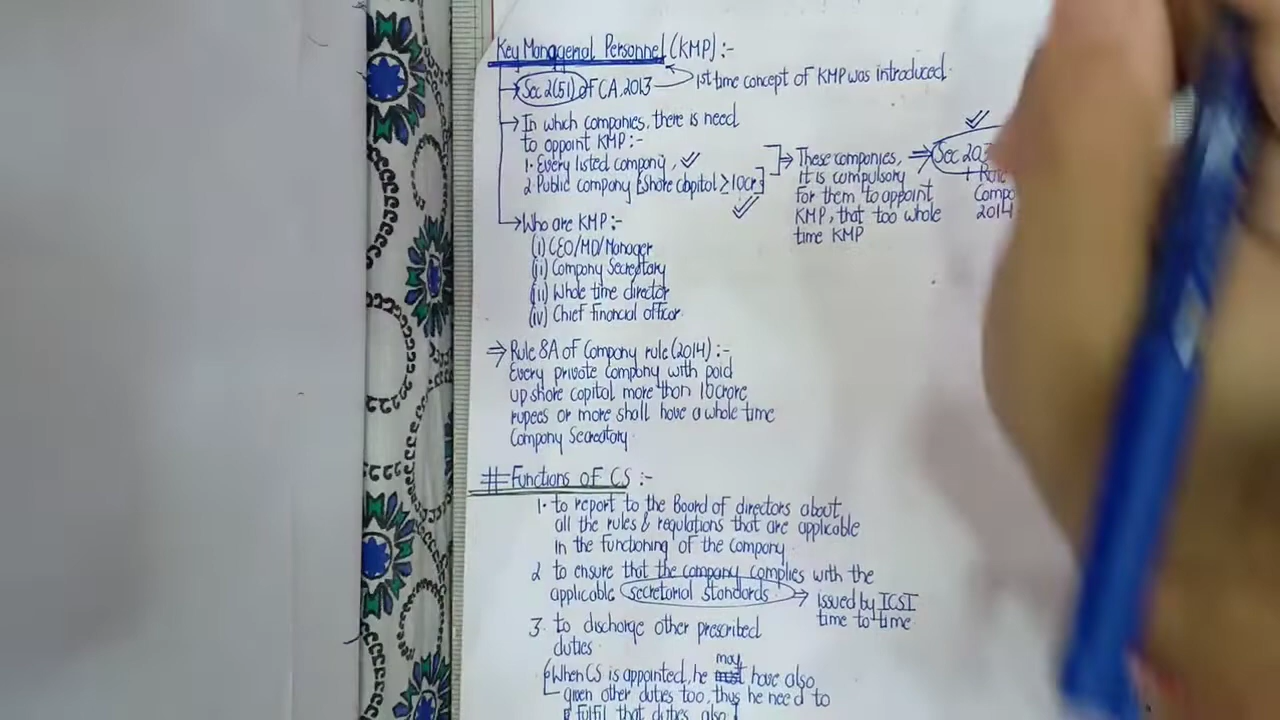 Key Managerial Personnel (KMP) :-
Sec 2(51) of CA, 2013 → 1st time concept of KMP was introduced.
→ In which companies, there is need
to appoint KMP :-
1. Every listed company,
2. Public company [share capital ≥ 10cr.]
→ These companies,
it is compulsory
for them to appoint
KMP, that too whole
time KMP
⇒ Sec 203
+ Rule
Compa
2014
→ Who are KMP :-
(i) CEO/MD/Manager
(ii) Company Secretary
(iii) Whole time director
(iv) Chief financial officer.
⇒ Rule 8A of Company rule (2014) :-
Every private company with paid
up share capital more than 10 crore
rupees or more shall have a whole time
Company Secretary.
# Functions of CS :-
1. to report to the Board of directors about
all the rules & regulations that are applicable
in the functioning of the company.
2 to ensure that the company complies with the
applicable secretarial standards. → issued by ICSI
time to time
3. to discharge other prescribed
duties.
[When CS is appointed, he may have also
given other duties too, thus he need to
fulfil that duties also]